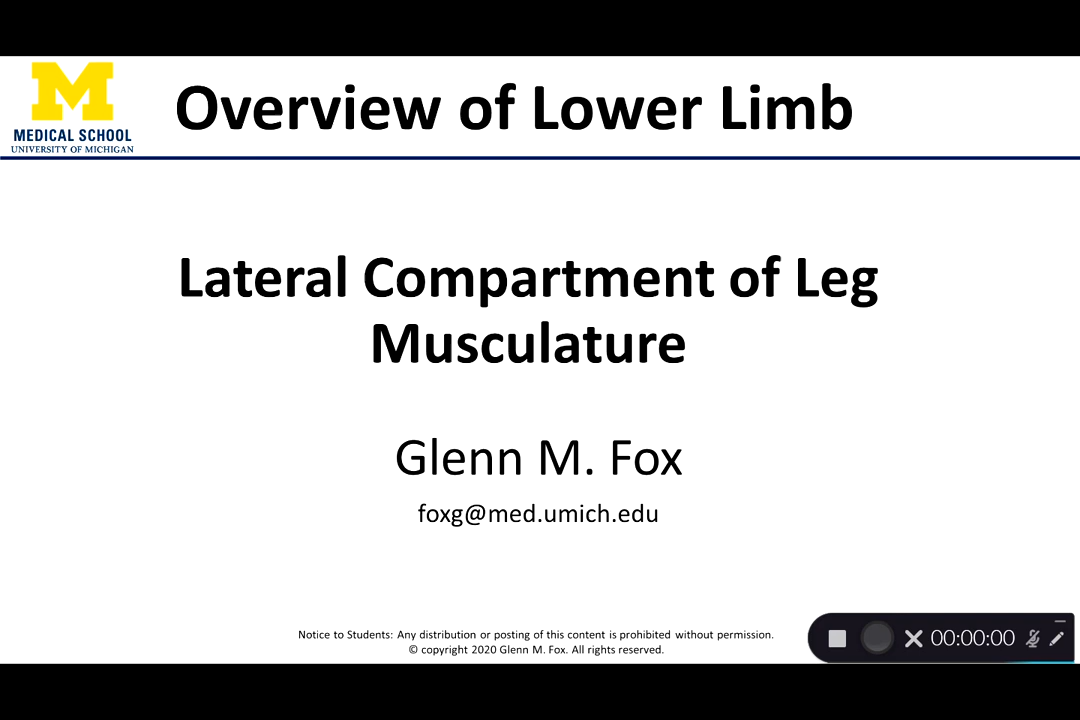 M
MEDICAL SCHOOL
UNIVERSITY OF MICHIGAN
Overview of Lower Limb
Lateral Compartment of Leg
Musculature
Glenn M. Fox
foxg@med.umich.edu
Notice to Students: Any distribution or posting of this content is prohibited without permission.
© copyright 2020 Glenn M. Fox. All rights reserved.
00:00:00